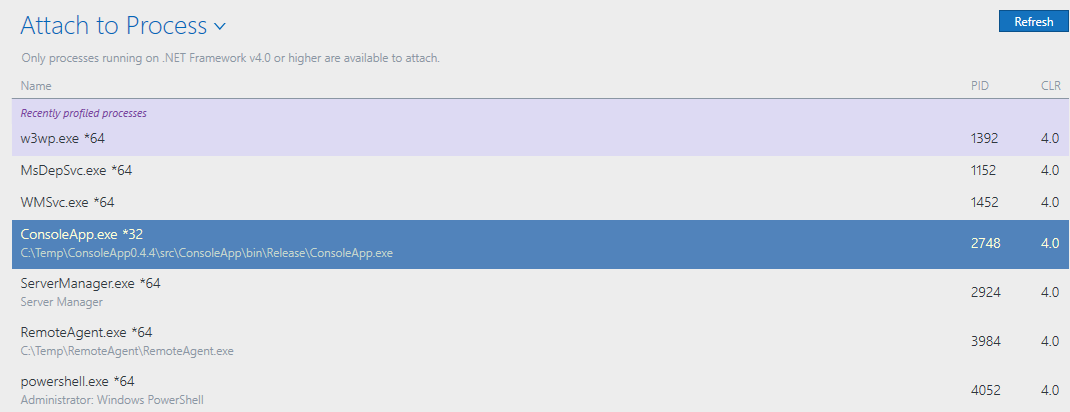 Attach to Process
Refresh
Only processes running on .NET Framework v4.0 or higher are available to attach.
Name PID CLR
Recently profiled processes
w3wp.exe *64 1392 4.0
MsDepSvc.exe *64 1152 4.0
WMSvc.exe *64 1452 4.0
ConsoleApp.exe *32 2748 4.0
C:\Temp\ConsoleApp0.4.4\src\ConsoleApp\bin\Release\ConsoleApp.exe
ServerManager.exe *64 2924 4.0
Server Manager
RemoteAgent.exe *64 3984 4.0
C:\Temp\RemoteAgent\RemoteAgent.exe
powershell.exe *64 4052 4.0
Administrator: Windows PowerShell